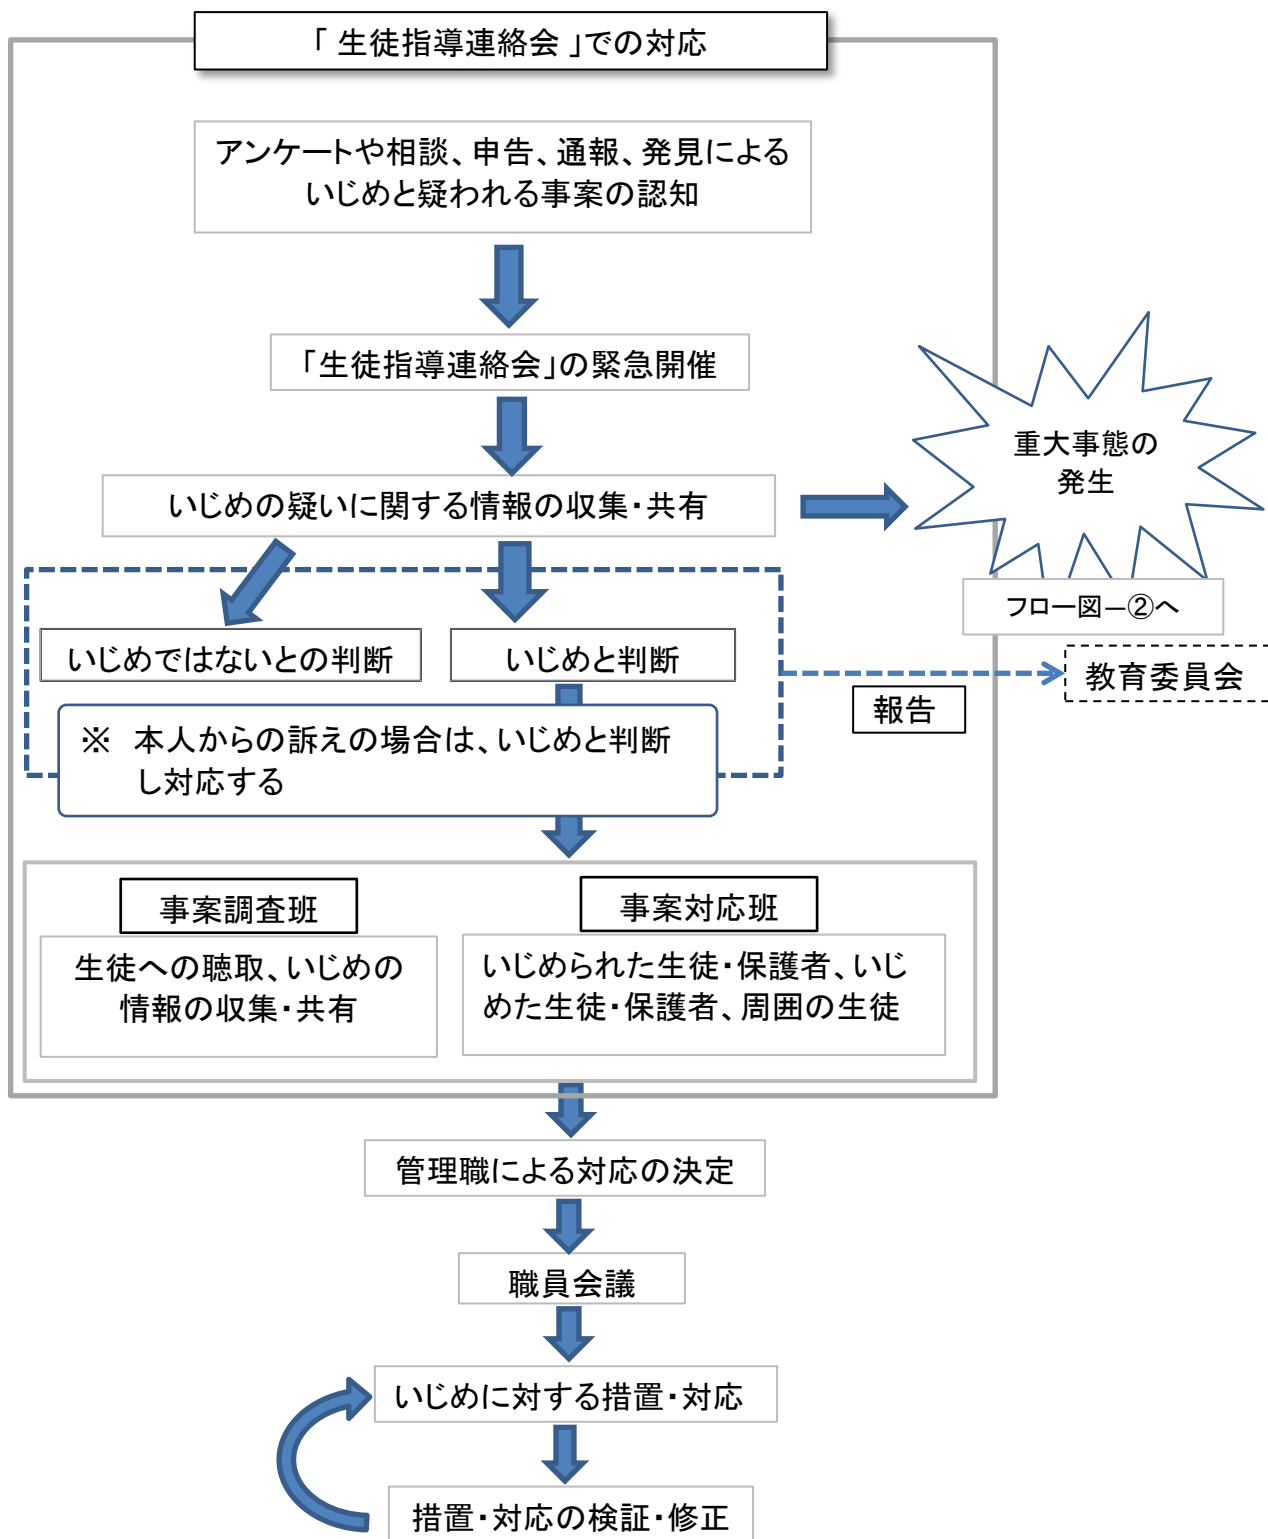 「 生徒指導連絡会 」での対応
アンケートや相談、申告、通報、発見による
いじめと疑われる事案の認知
「生徒指導連絡会」の緊急開催
重大事態の
発生
いじめの疑いに関する情報の収集・共有
フロー図―②へ
いじめではないとの判断
いじめと判断
教育委員会
報告
※ 本人からの訴えの場合は、いじめと判断
し対応する
事案調査班
生徒への聴取、いじめの
情報の収集・共有
事案対応班
いじめられた生徒・保護者、いじ
めた生徒・保護者、周囲の生徒
管理職による対応の決定
職員会議
いじめに対する措置・対応
措置・対応の検証・修正